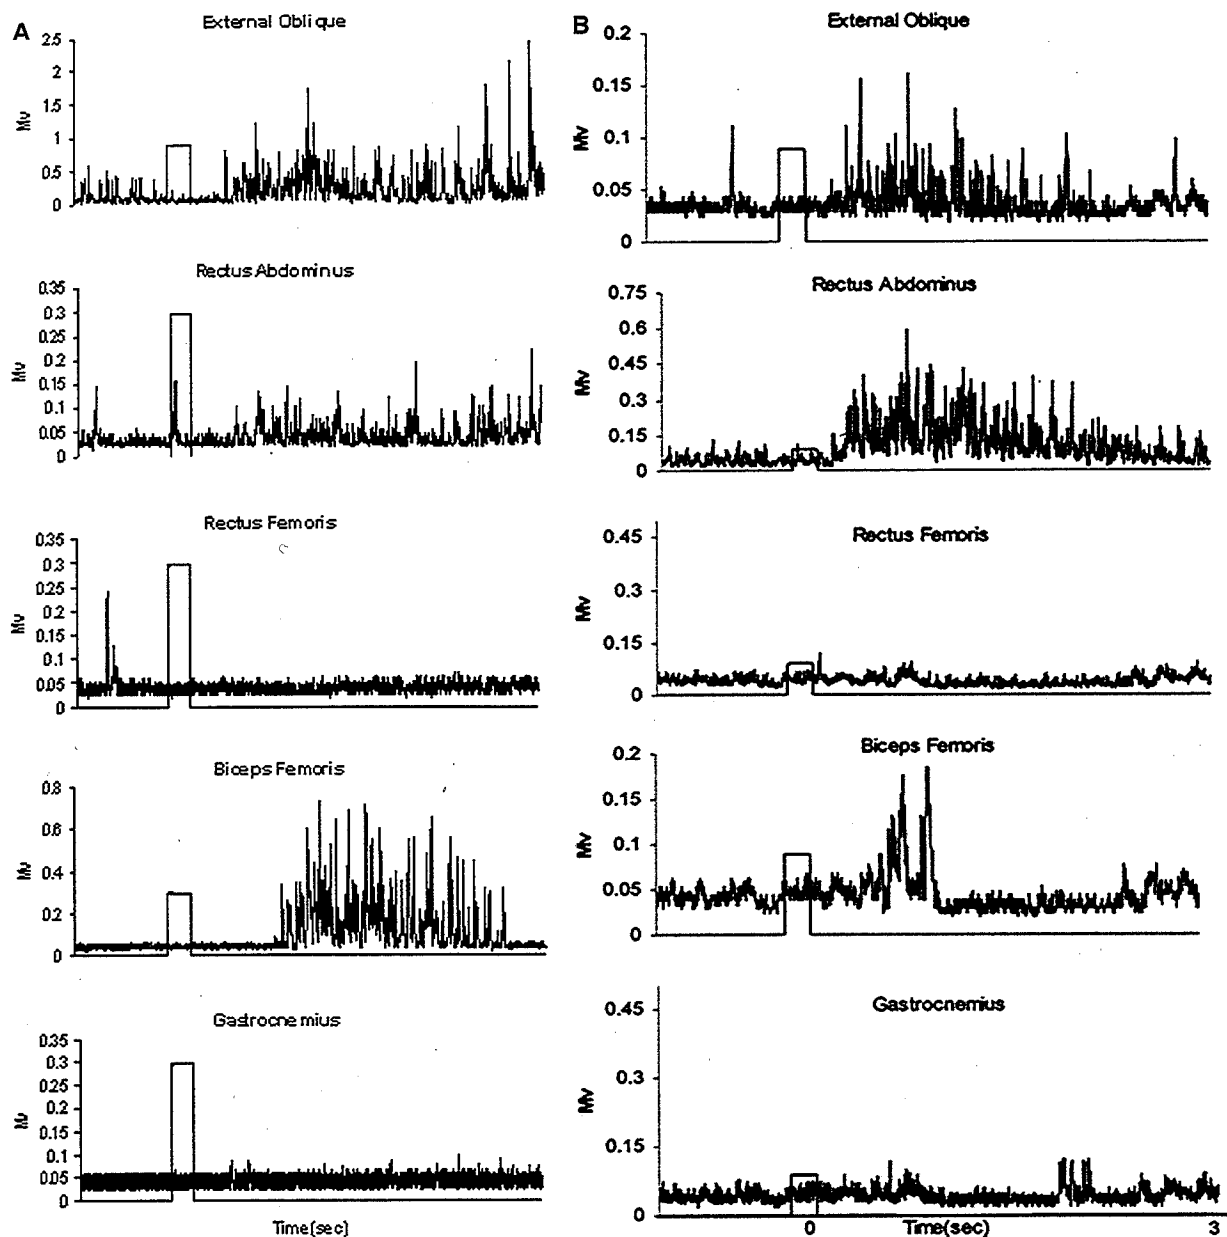 A
External Oblique
2.5
2
1.5
1
0.5
0
Mv
Rectus Abdominus
0.35
0.3
0.25
0.2
0.15
0.1
0.05
0
Mv
Rectus Femoris
0.35
0.3
0.25
0.2
0.15
0.1
0.05
0
Mv
Biceps Femoris
0.8
0.6
0.4
0.2
0
Mv
Gastrocnemius
0.35
0.3
0.25
0.2
0.15
0.1
0.05
0
Mv
Time(sec)
B
External Oblique
0.2
0.15
0.1
0.05
0
Mv
Rectus Abdominus
0.75
0.6
0.45
0.3
0.15
0
Mv
Rectus Femoris
0.45
0.3
0.15
0
Mv
Biceps Femoris
0.2
0.15
0.1
0.05
0
Mv
Gastrocnemius
0.45
0.3
0.15
0
Mv
0
Time(sec)
3